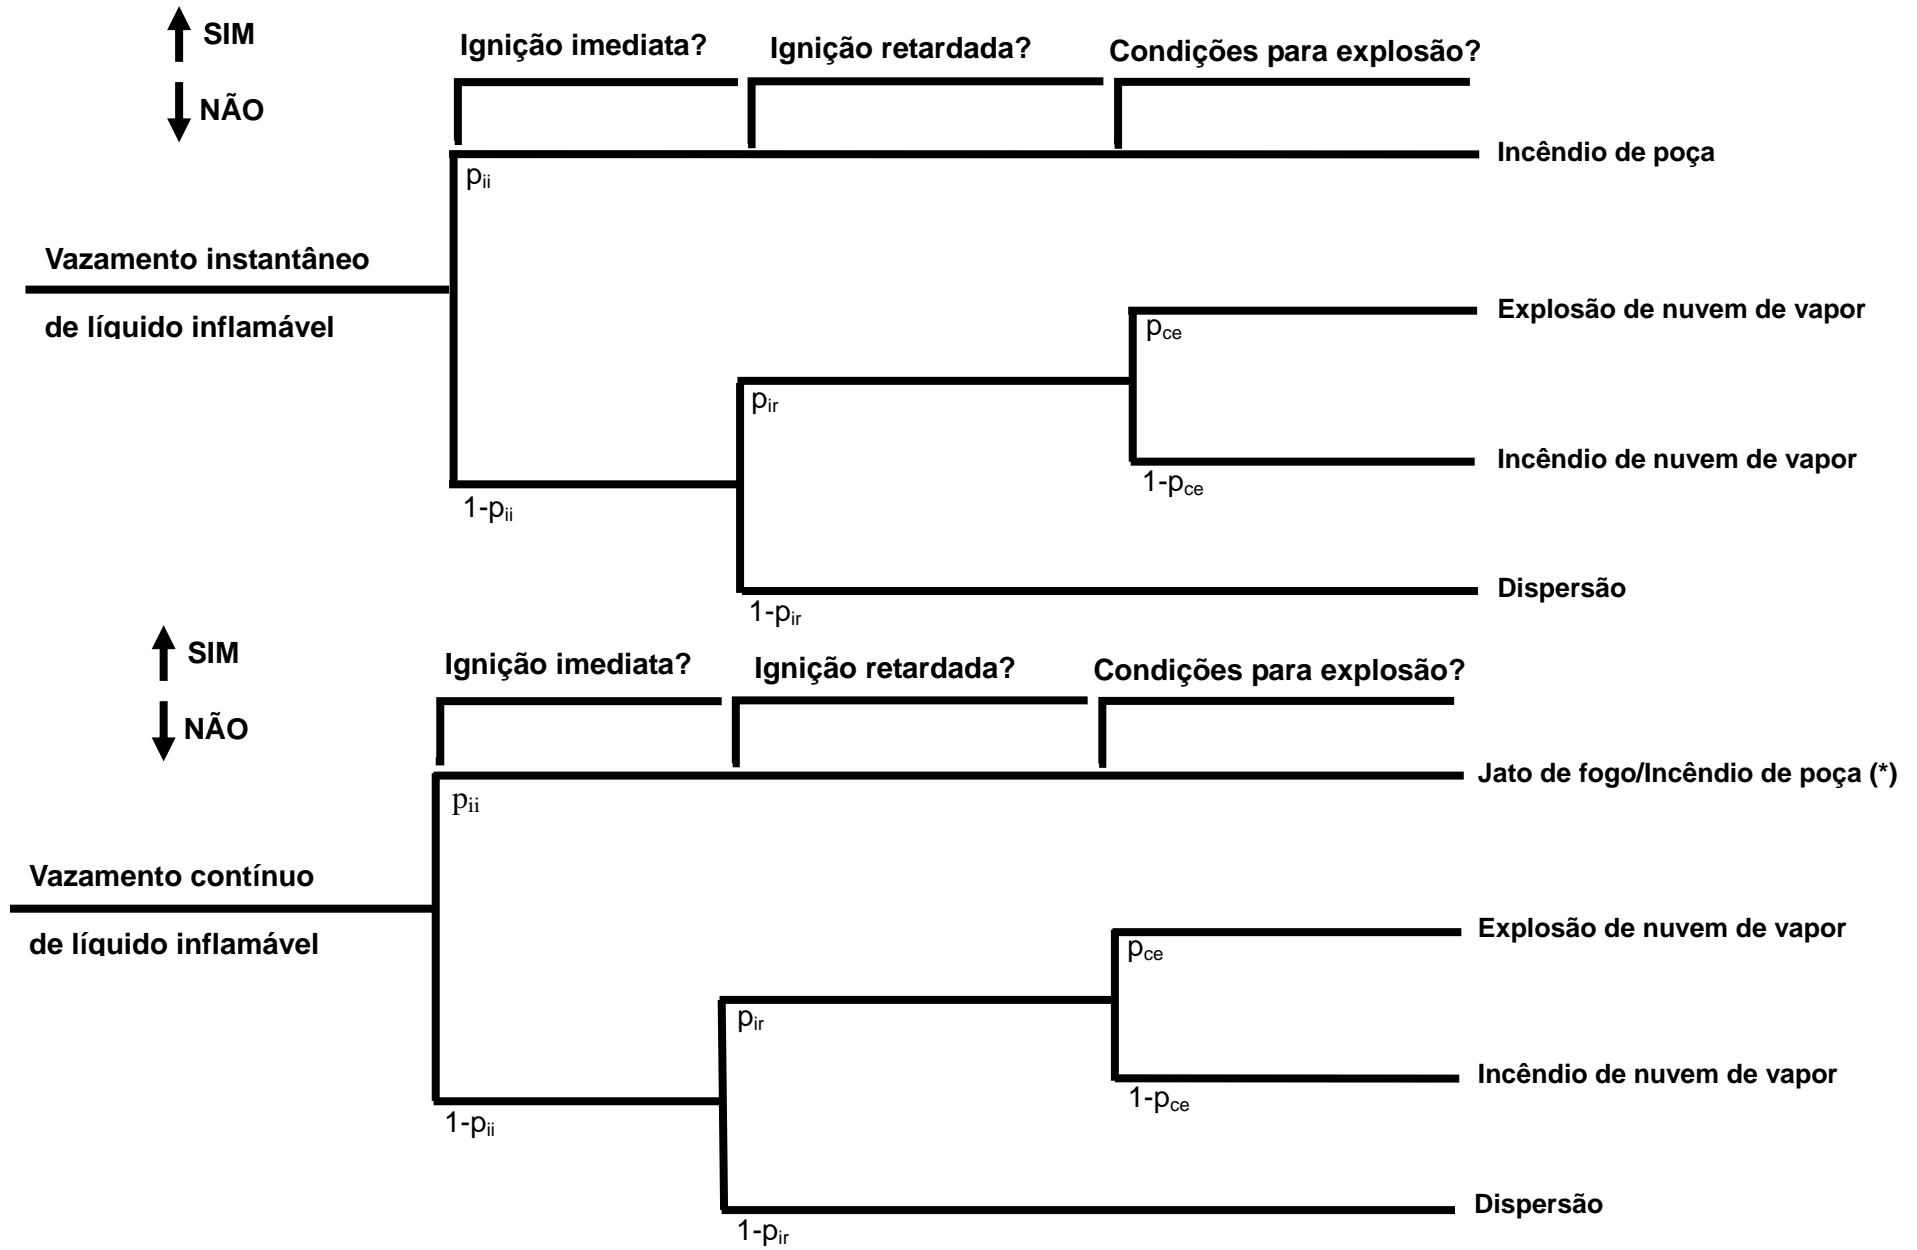 SIM
NÃO
Ignição imediata?
Ignição retardada?
Condições para explosão?
Incêndio de poça
pii
Vazamento instantâneo
de líquido inflamável
Explosão de nuvem de vapor
pce
pir
Incêndio de nuvem de vapor
1-pce
1-pii
Dispersão
1-pir
SIM
NÃO
Ignição imediata?
Ignição retardada?
Condições para explosão?
Jato de fogo/Incêndio de poça (*)
pii
Vazamento contínuo
de líquido inflamável
Explosão de nuvem de vapor
pce
pir
Incêndio de nuvem de vapor
1-pce
1-pii
Dispersão
1-pir